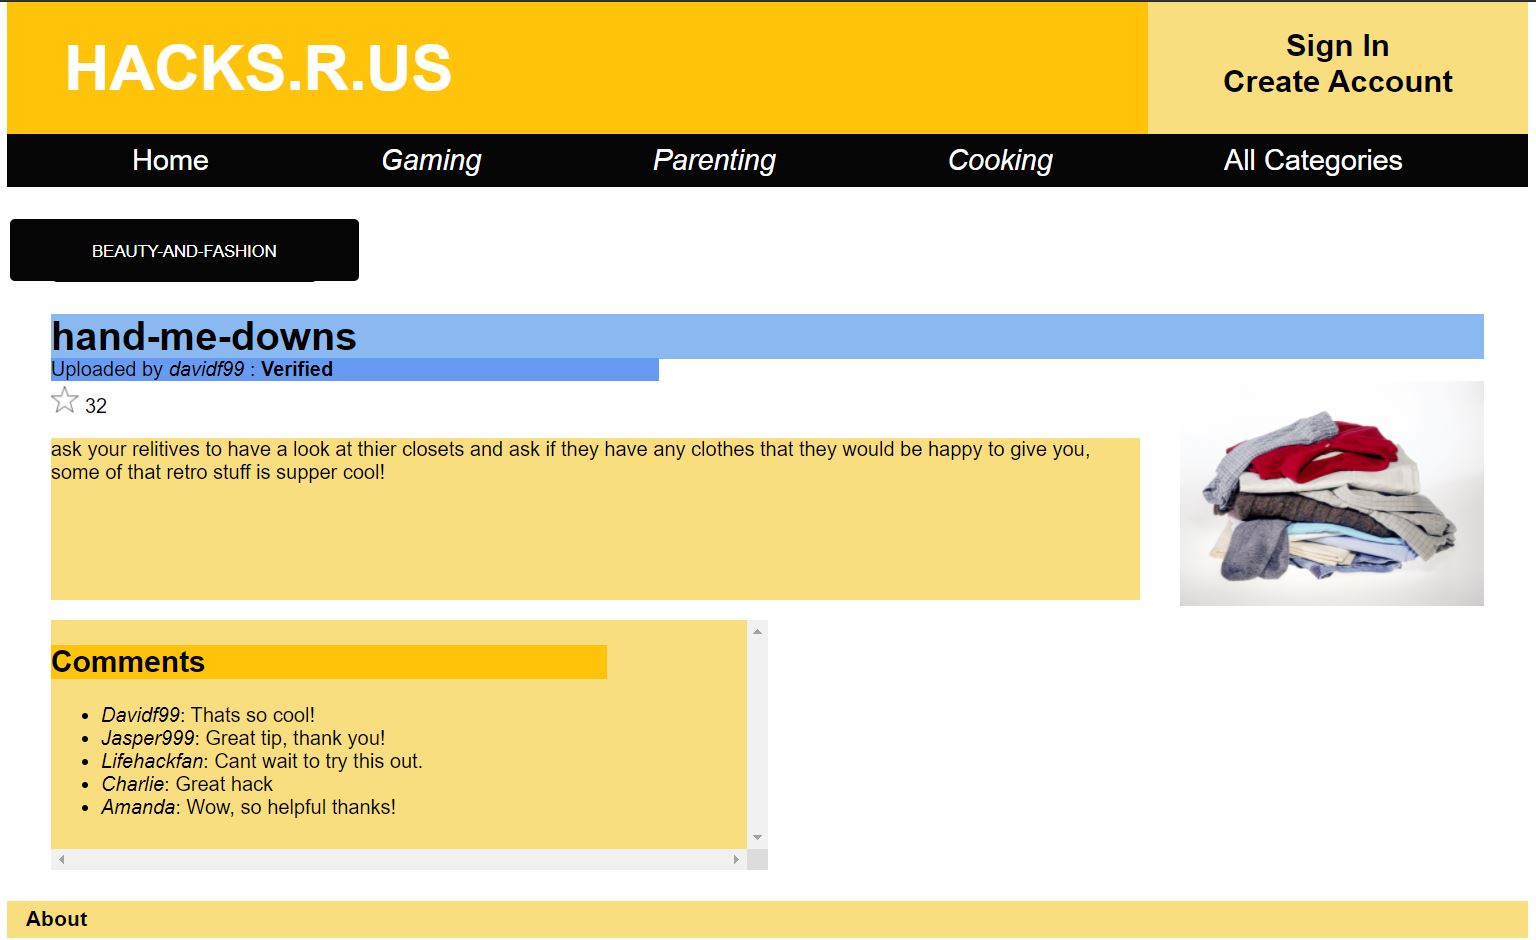 HACKS.R.US
Sign In
Create Account
Home Gaming Parenting Cooking All Categories
BEAUTY-AND-FASHION
hand-me-downs
Uploaded by davidf99 : Verified
32
ask your relitives to have a look at thier closets and ask if they have any clothes that they would be happy to give you,
some of that retro stuff is supper cool!
Comments
Davidf99: Thats so cool!
Jasper999: Great tip, thank you!
Lifehackfan: Cant wait to try this out.
Charlie: Great hack
Amanda: Wow, so helpful thanks!
About